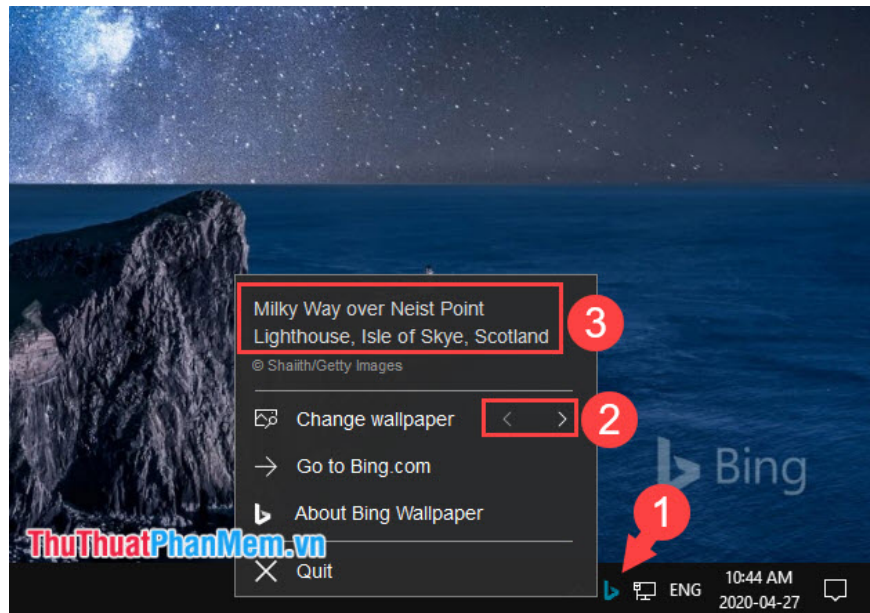 Milky Way over Neist Point
Lighthouse, Isle of Skye, Scotland
3
© Shaiith/Getty Images
Change wallpaper < >
2
Go to Bing.com
Bing
About Bing Wallpaper
1
ThuThuatPhanMem.vn
Quit
ENG
10:44 AM
2020-04-27